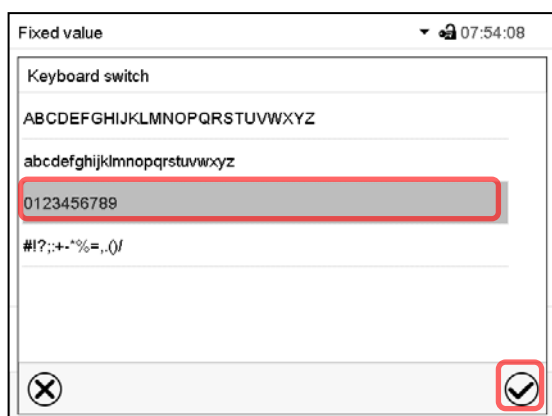 Fixed value 07:54:08
Keyboard switch
ABCDEFGHIJKLMNOPQRSTUVWXYZ
abcdefghijklmnopqrstuvwxyz
0123456789
#!?;:+-*%=,.()/